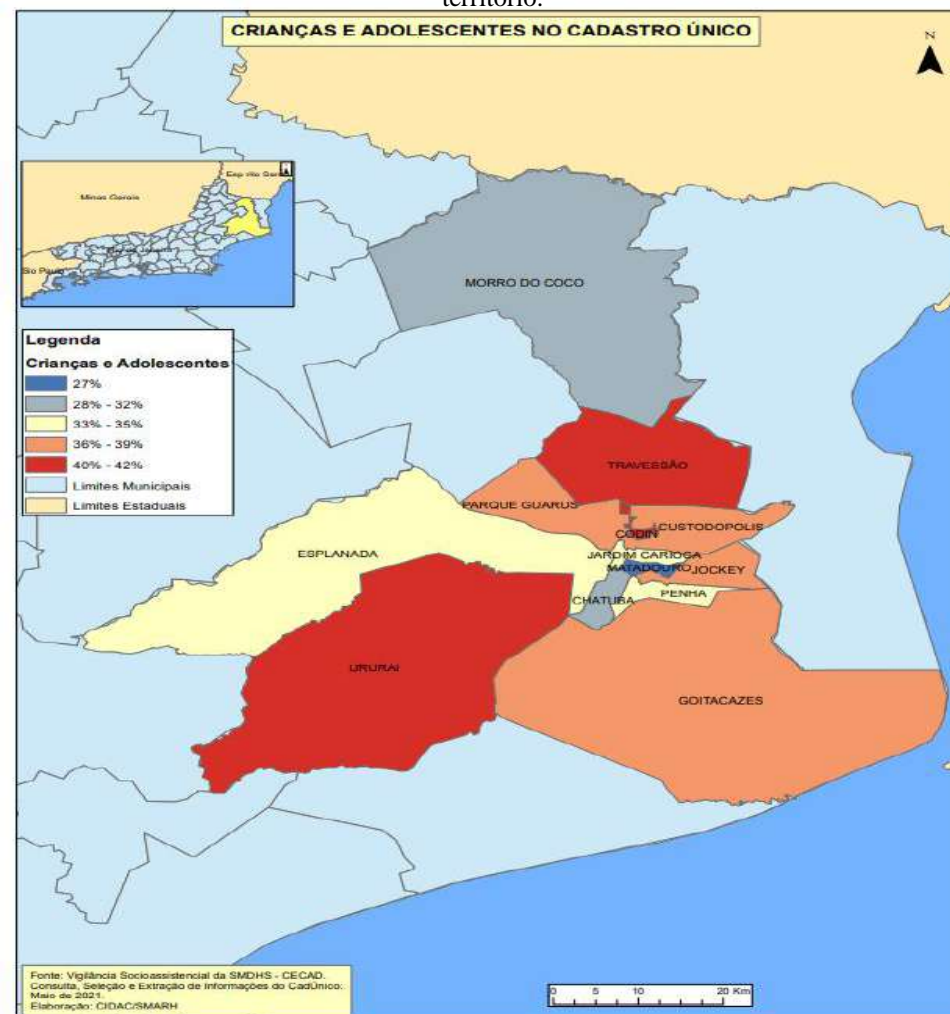 território.
CRIANÇAS E ADOLESCENTES NO CADASTRO ÚNICO
N
Minas Gerais
São Paulo
MORRO DO COCO
Legenda
Crianças e Adolescentes
27%
28% - 32%
33% - 35%
36% - 39%
40% - 42%
Limites Municipais
Limites Estaduais
TRAVESSÃO
PARQUE GUARUS
CUSTODOPOLIS
CODIN
ESPLANADA
JARDIM CARIOCA
MATADOURO
JOCKEY
PENHA
CHATUBA
URURAI
GOITACAZES
Fonte: Vigilância Socioassistencial da SMDHS - CECAD.
Consulta, Seleção e Extração de Informações do CadÚnico.
Maio de 2021.
Elaboração: CIDAC/SMARH
0 5 10 20 Km